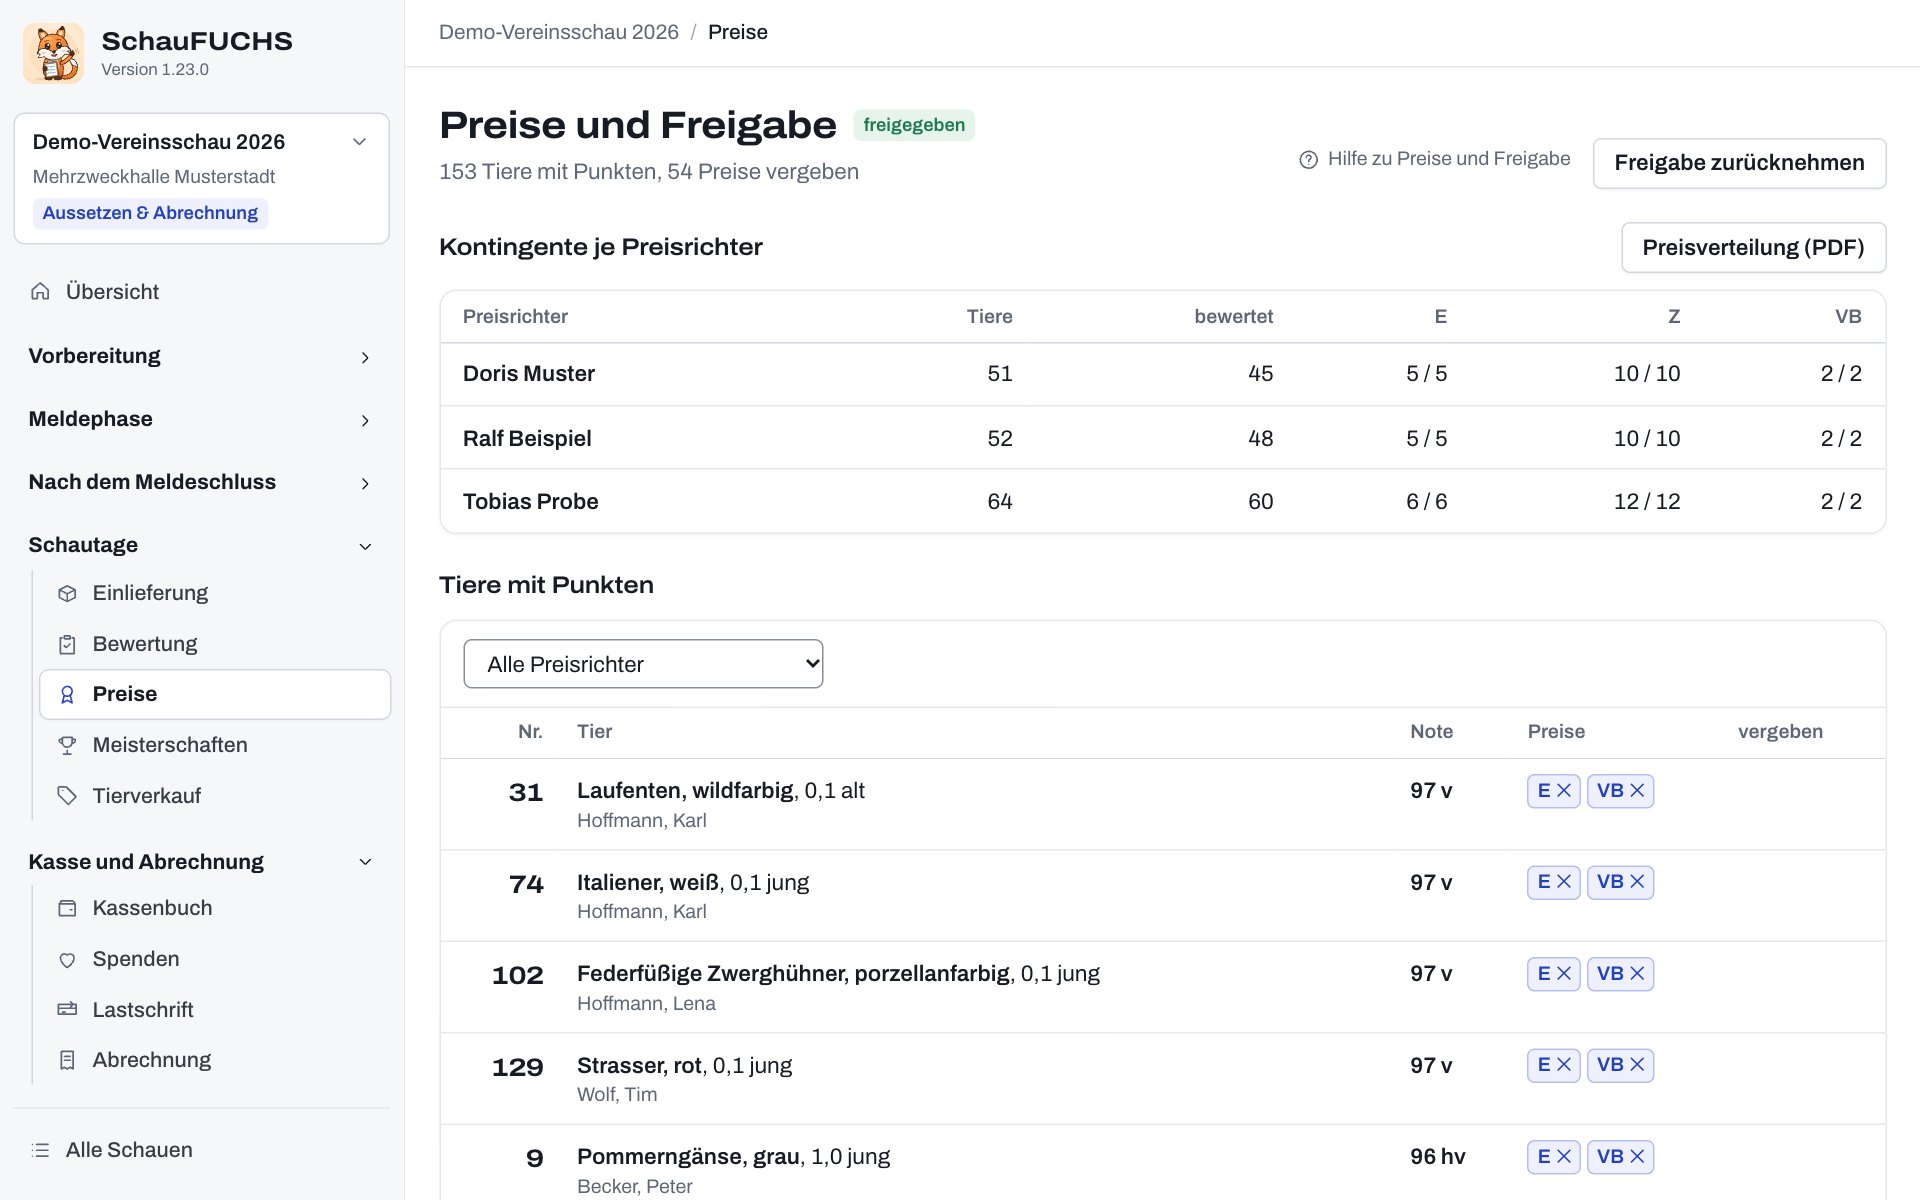 SchauFUCHS
Version 1.23.0
Demo-Vereinsschau 2026
Mehrzweckhalle Musterstadt
Aussetzen & Abrechnung
Übersicht
Vorbereitung
Meldephase
Nach dem Meldeschluss
Schautage
Einlieferung
Bewertung
Preise
Meisterschaften
Tierverkauf
Kasse und Abrechnung
Kassenbuch
Spenden
Lastschrift
Abrechnung
Alle Schauen
Demo-Vereinsschau 2026 / Preise
Preise und Freigabe freigegeben
153 Tiere mit Punkten, 54 Preise vergeben
Hilfe zu Preise und Freigabe
Freigabe zurücknehmen
Kontingente je Preisrichter
Preisverteilung (PDF)
Preisrichter Tiere bewertet E Z VB
Doris Muster 51 45 5 / 5 10 / 10 2 / 2
Ralf Beispiel 52 48 5 / 5 10 / 10 2 / 2
Tobias Probe 64 60 6 / 6 12 / 12 2 / 2
Tiere mit Punkten
Alle Preisrichter
Nr. Tier Note Preise vergeben
31 Laufenten, wildfarbig, 0,1 alt 97 v E VB
Hoffmann, Karl
74 Italiener, weiß, 0,1 jung 97 v E VB
Hoffmann, Karl
102 Federfüßige Zwerghühner, porzellanfarbig, 0,1 jung 97 v E VB
Hoffmann, Lena
129 Strasser, rot, 0,1 jung 97 v E VB
Wolf, Tim
9 Pommerngänse, grau, 1,0 jung 96 hv E VB
Becker, Peter